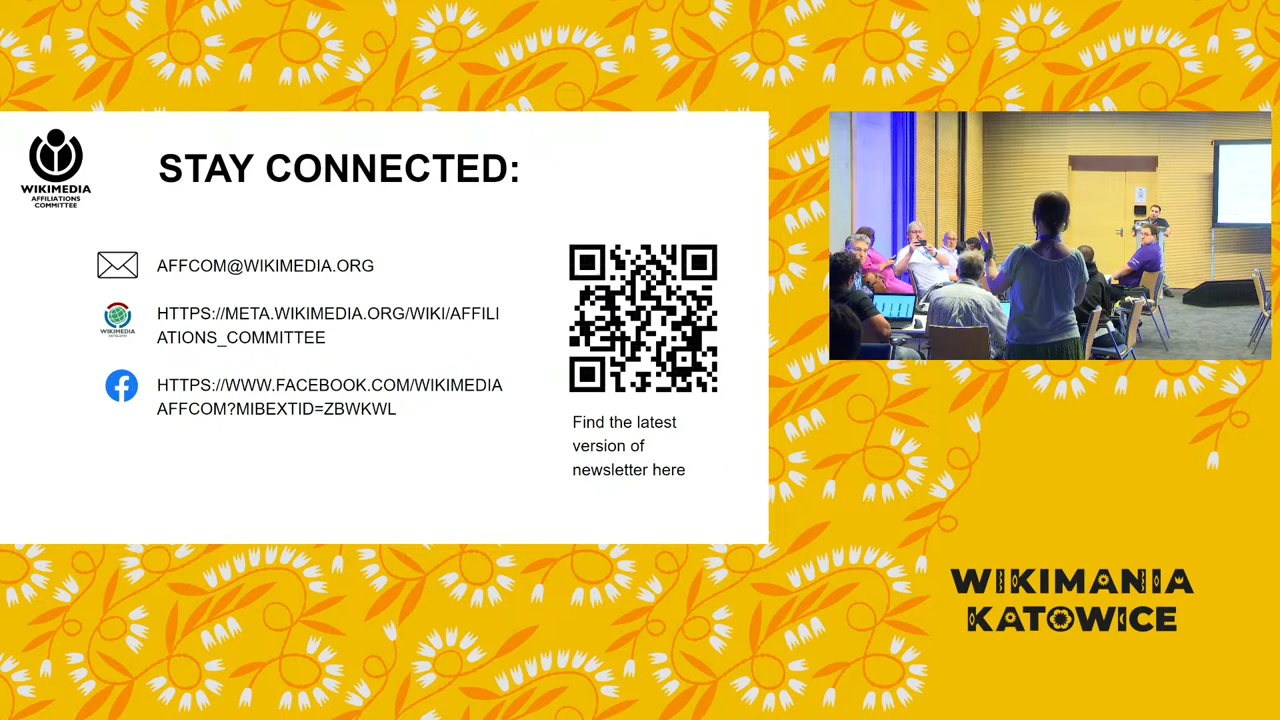 WIKIMEDIA
AFFILIATIONS
COMMITTEE
STAY CONNECTED:
AFFCOM@WIKIMEDIA.ORG
WIKIMEDIA
HTTPS://META.WIKIMEDIA.ORG/WIKI/AFFILI
ATIONS_COMMITTEE
HTTPS://WWW.FACEBOOK.COM/WIKIMEDIA
AFFCOM?MIBEXTID=ZBWKWL
Find the latest
version of
newsletter here
WIKIMANIA
KATOWICE